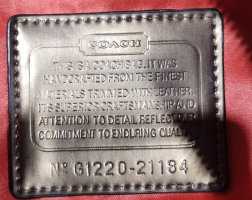 COACH
THIS IS A COACH BAG. IT WAS
HANDCRAFTED FROM THE FINEST
MATERIALS TRIMMED WITH LEATHER.
ITS SUPERIOR CRAFTSMANSHIP AND
ATTENTION TO DETAIL REFLECT OUR
COMMITMENT TO ENDURING QUALITY.
Nº G1220-21134